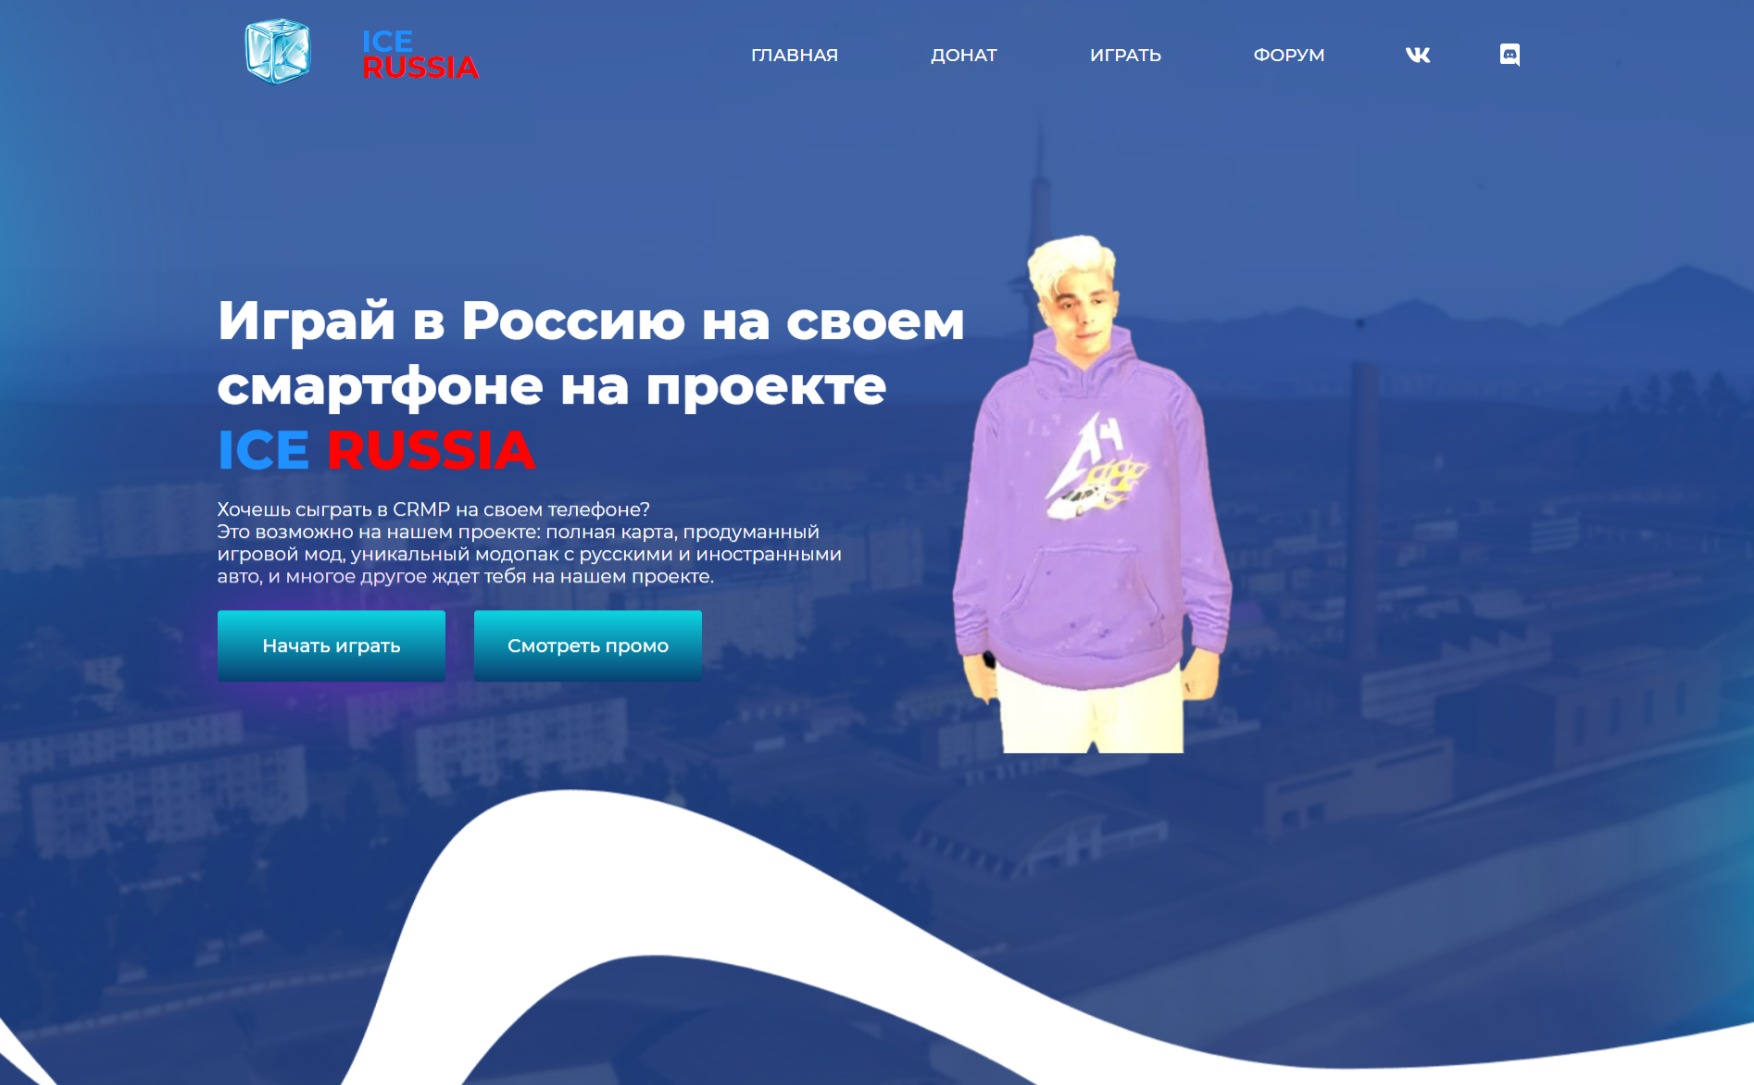 ICE
RUSSIA
ГЛАВНАЯ
ДОНАТ
ИГРАТЬ
ФОРУМ
Играй в Россию на своем
смартфоне на проекте
ICE RUSSIA
Хочешь сыграть в CRMP на своем телефоне?
Это возможно на нашем проекте: полная карта, продуманный
игровой мод, уникальный модопак с русскими и иностранными
авто, и многое другое ждет тебя на нашем проекте.
Начать играть
Смотреть промо